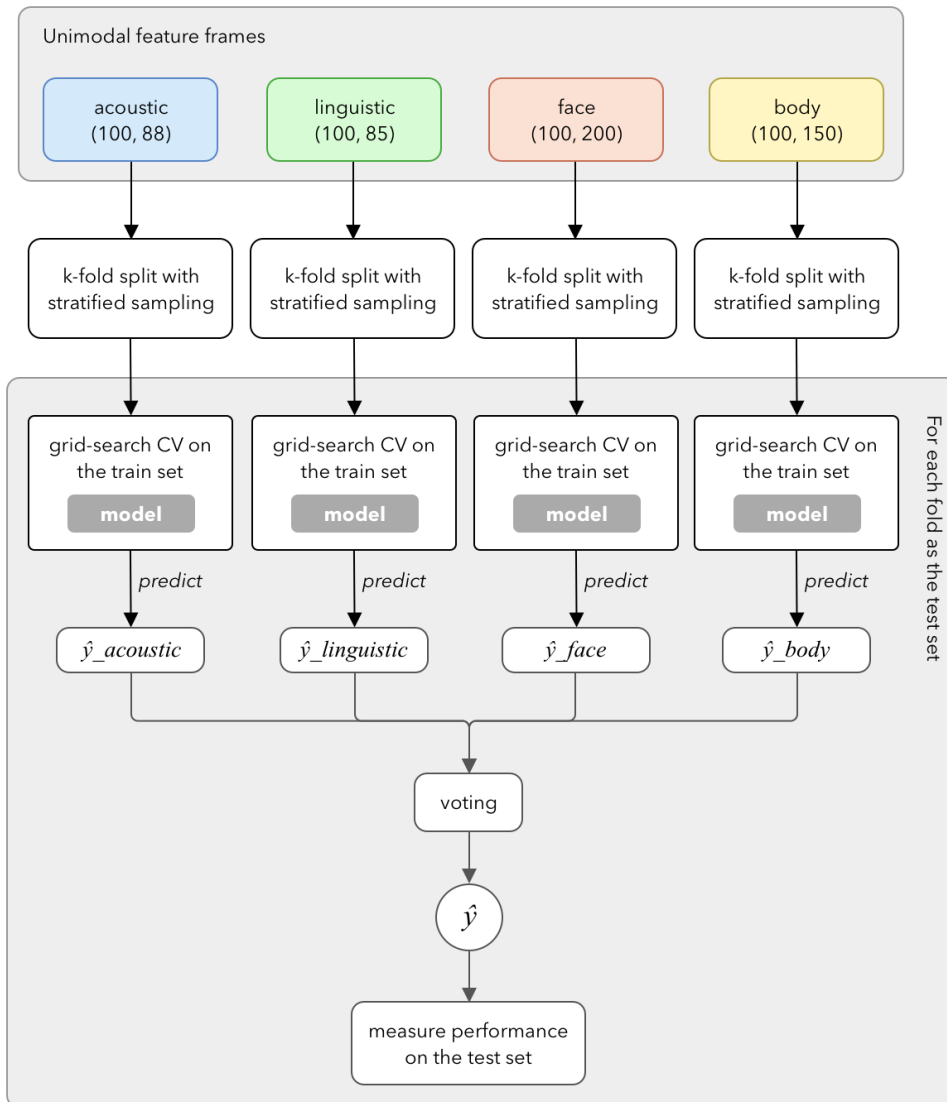 Unimodal feature frames
acoustic
(100, 88)
linguistic
(100, 85)
face
(100, 200)
body
(100, 150)
k-fold split with
stratified sampling
k-fold split with
stratified sampling
k-fold split with
stratified sampling
k-fold split with
stratified sampling
For each fold as the test set
grid-search CV on
the train set
model
grid-search CV on
the train set
model
grid-search CV on
the train set
model
grid-search CV on
the train set
model
predict
predict
predict
predict
ŷ_acoustic
ŷ_linguistic
ŷ_face
ŷ_body
voting
ŷ
measure performance
on the test set